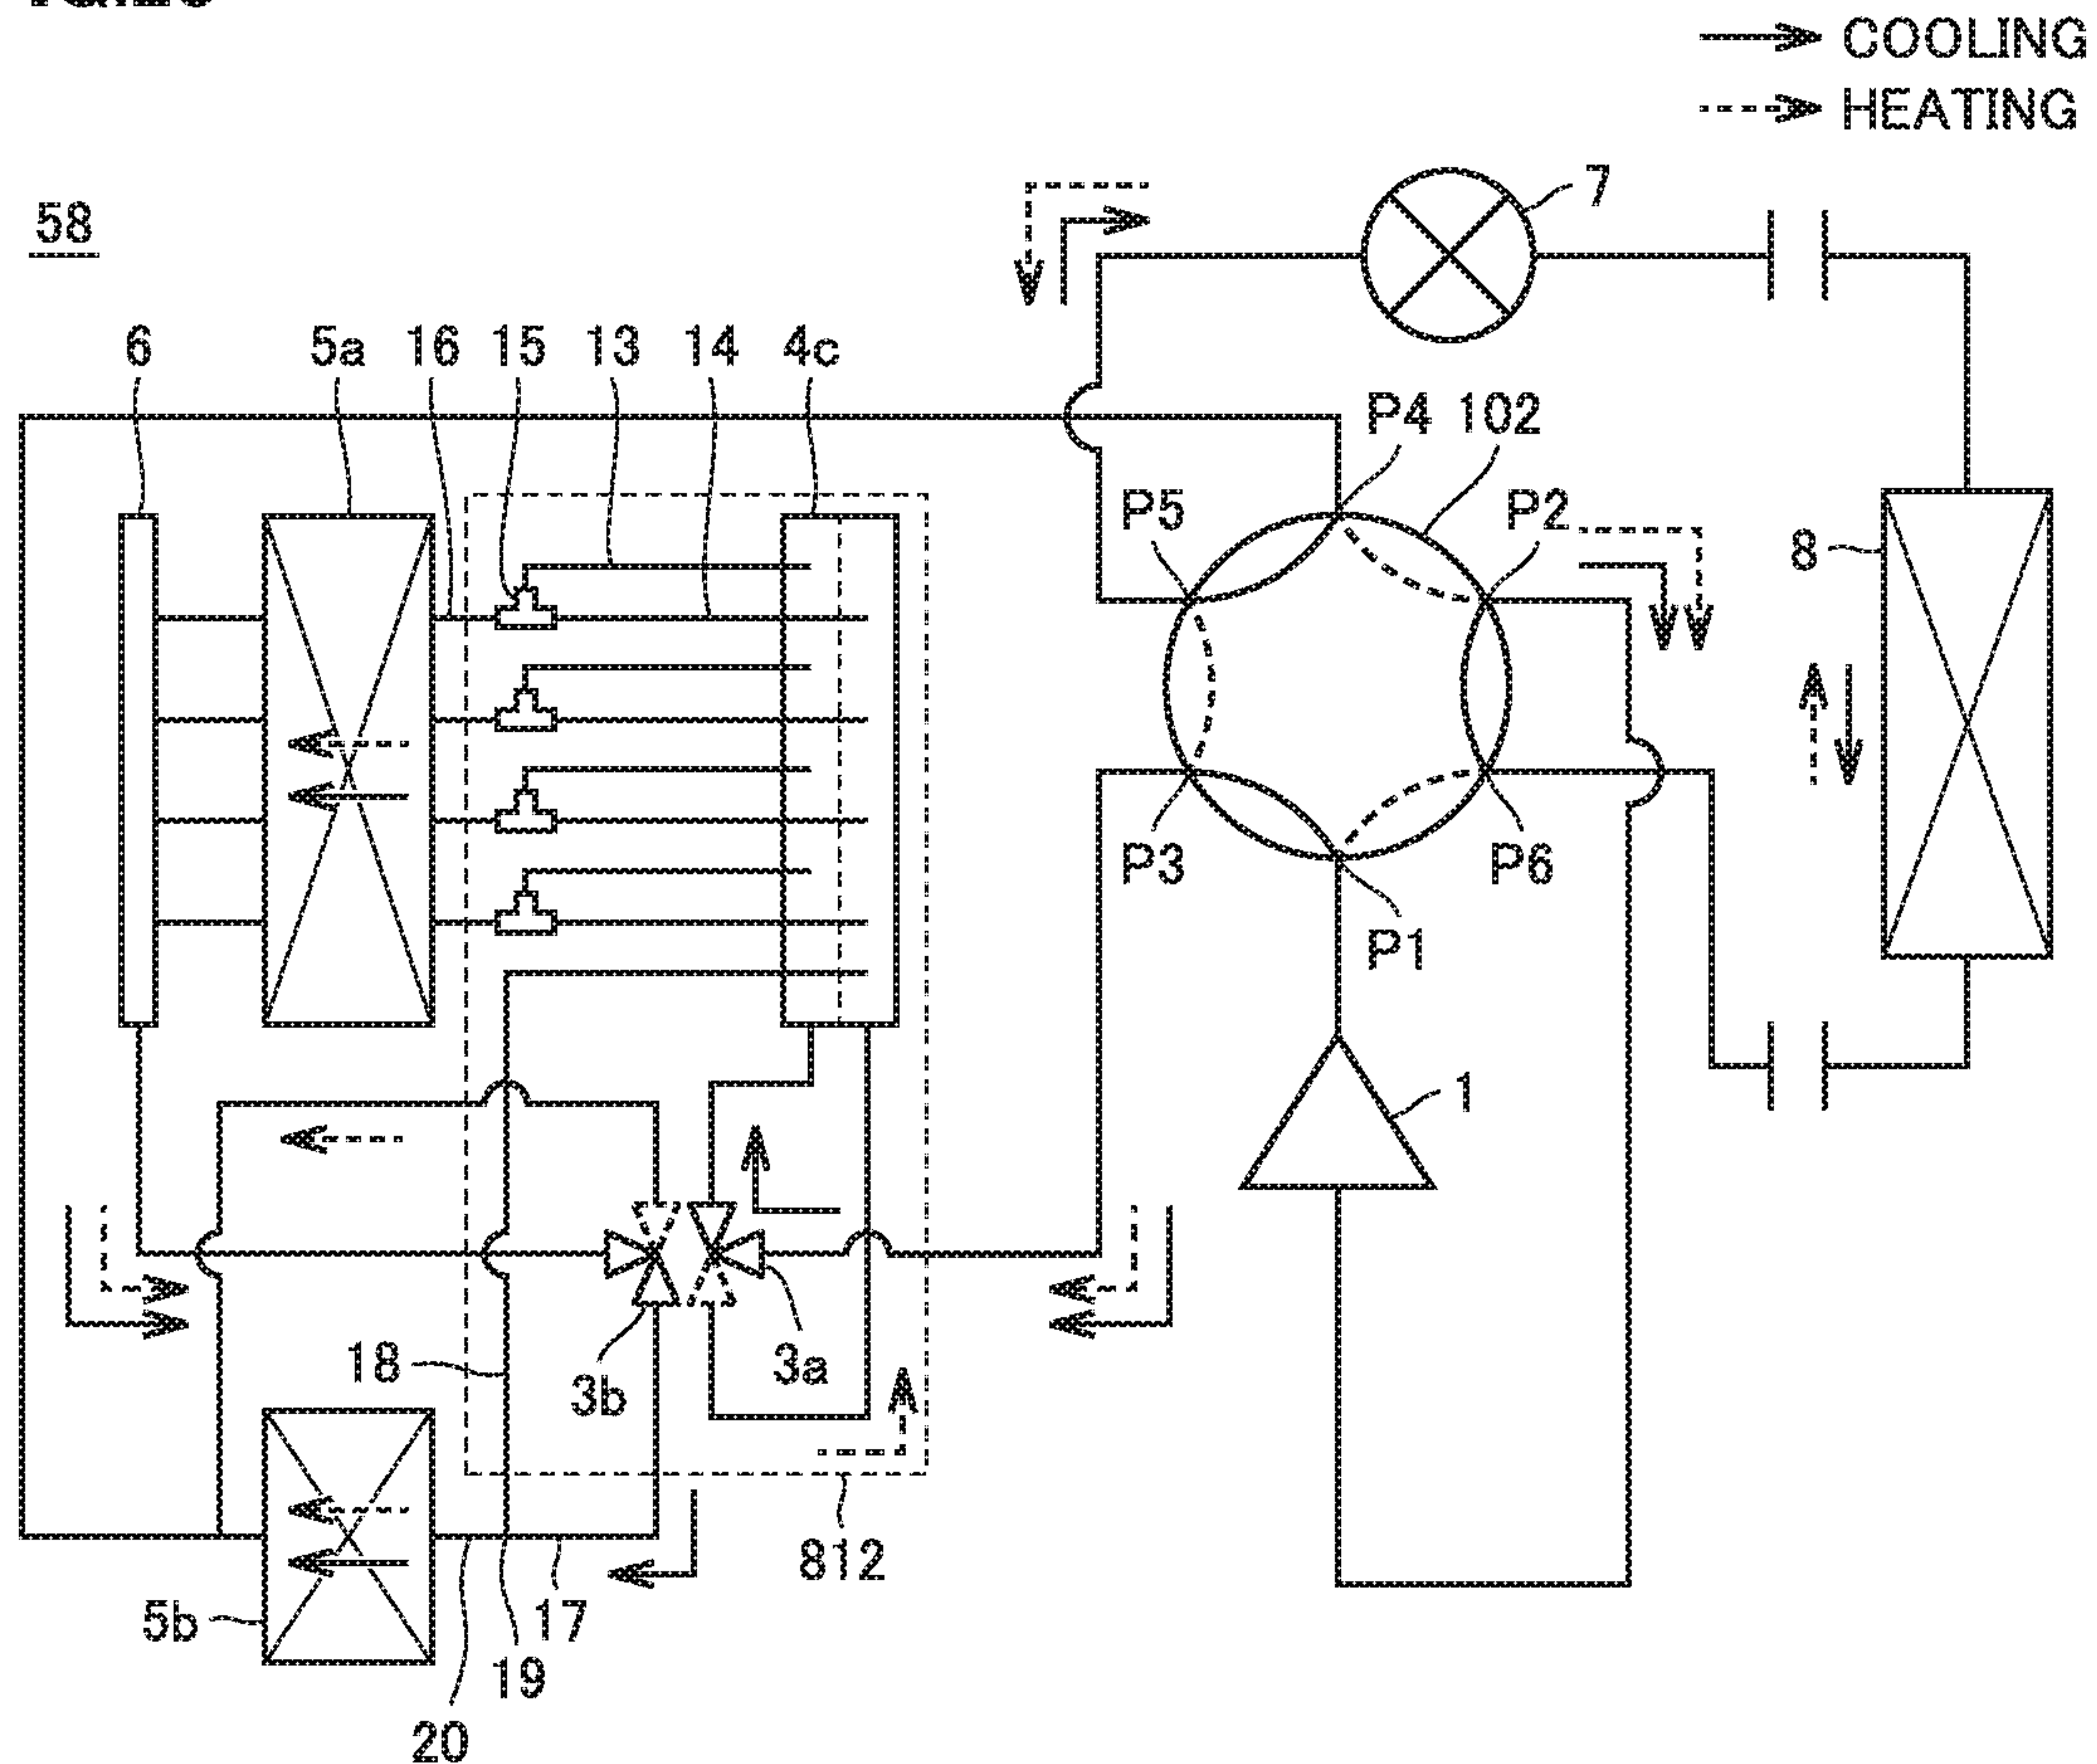 COOLING
HEATING
58
7
6 5a 16 15 13 14 4c
P4 102
P5 P2
8
P3 P6
P1
1
18 3b 3a
812
5b 17
19
20